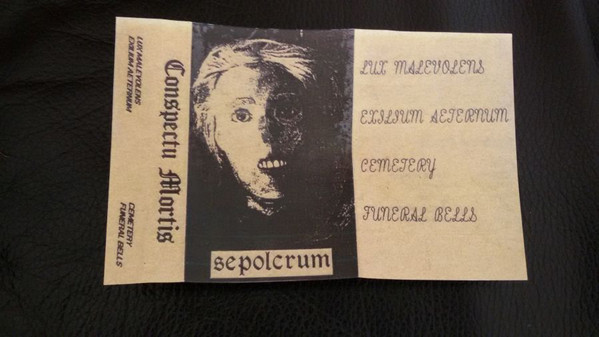 LUX MALEVOLENS
EXILIUM AETERNUM
CEMETERY
FUNERAL BELLS
Conspectu Mortis
sepolcrum
LUX MALEVOLENS
EXILIUM AETERNUM
CEMETERY
FUNERAL BELLS